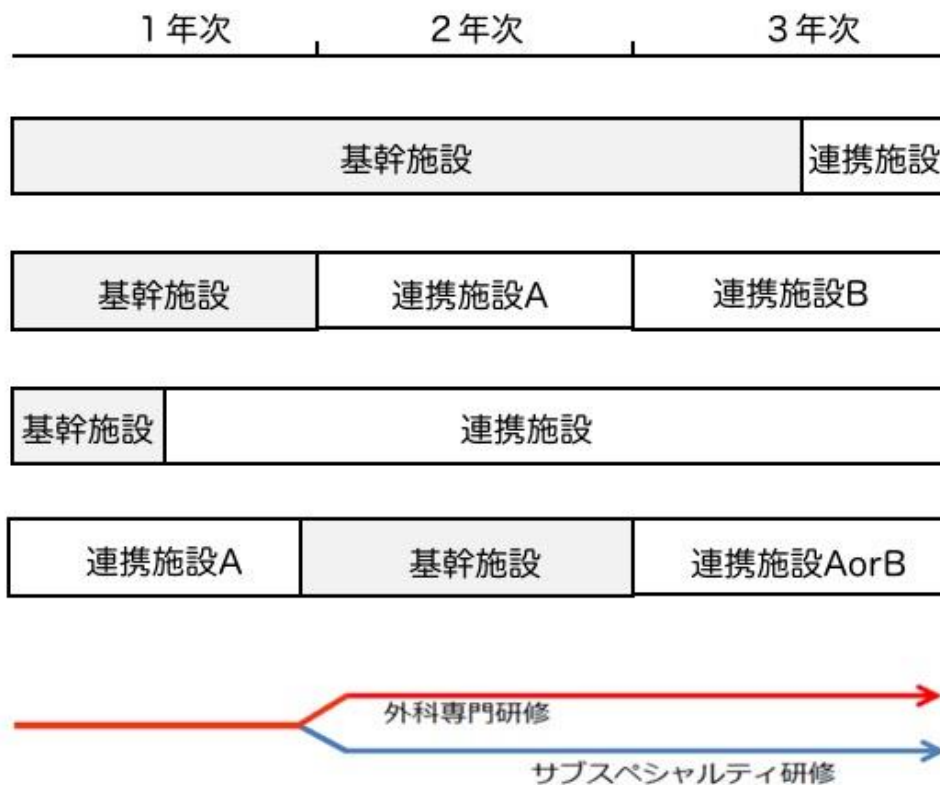 1年次 2年次 3年次
基幹施設 連携施設
基幹施設 連携施設A 連携施設B
基幹施設 連携施設
連携施設A 基幹施設 連携施設AorB
外科専門研修
サブスペシャルティ研修